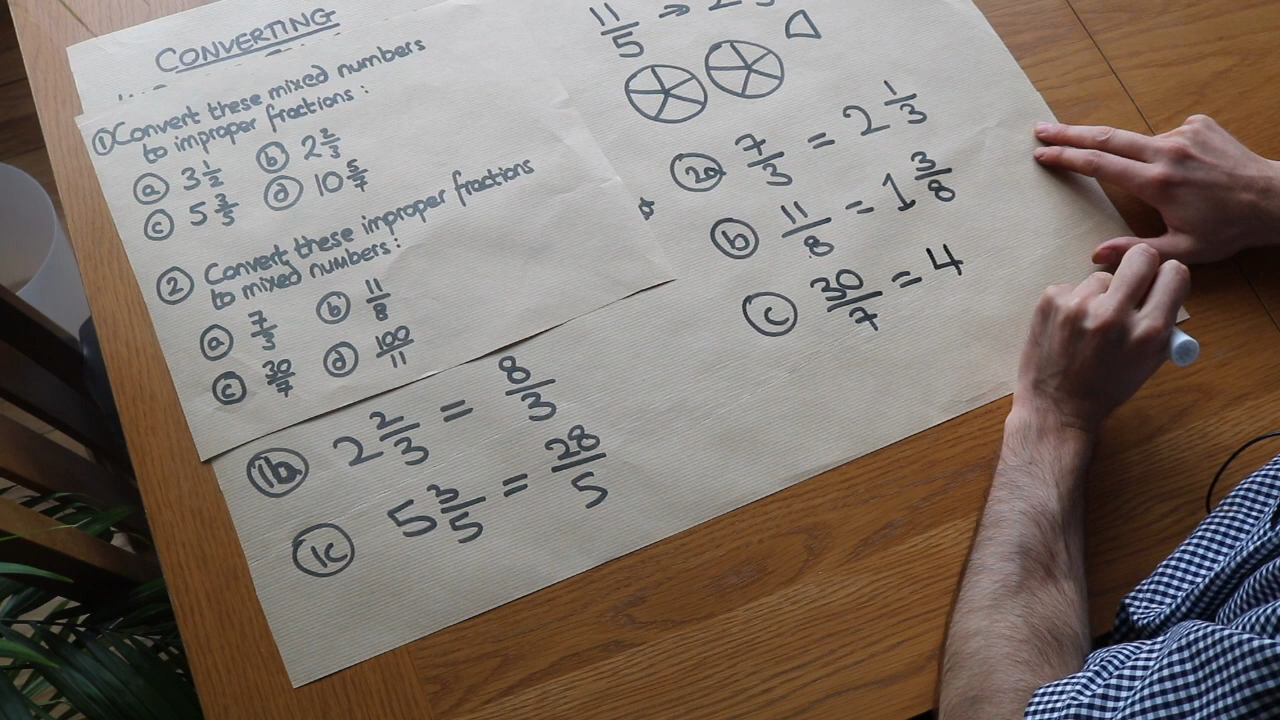 CONVERTING
① Convert these mixed numbers
to improper fractions :
ⓐ 3 1/2 ⓑ 2 2/3
ⓒ 5 3/5 ⓓ 10 5/7
② Convert these improper fractions
to mixed numbers :
ⓐ 7/3 ⓑ 11/8
ⓒ 30/7 ⓓ 100/11
1b 2 2/3 = 8/3
1c 5 3/5 = 28/5
11/5 →
2a 7/3 = 2 1/3
b 11/8 = 1 3/8
c 30/7 = 4